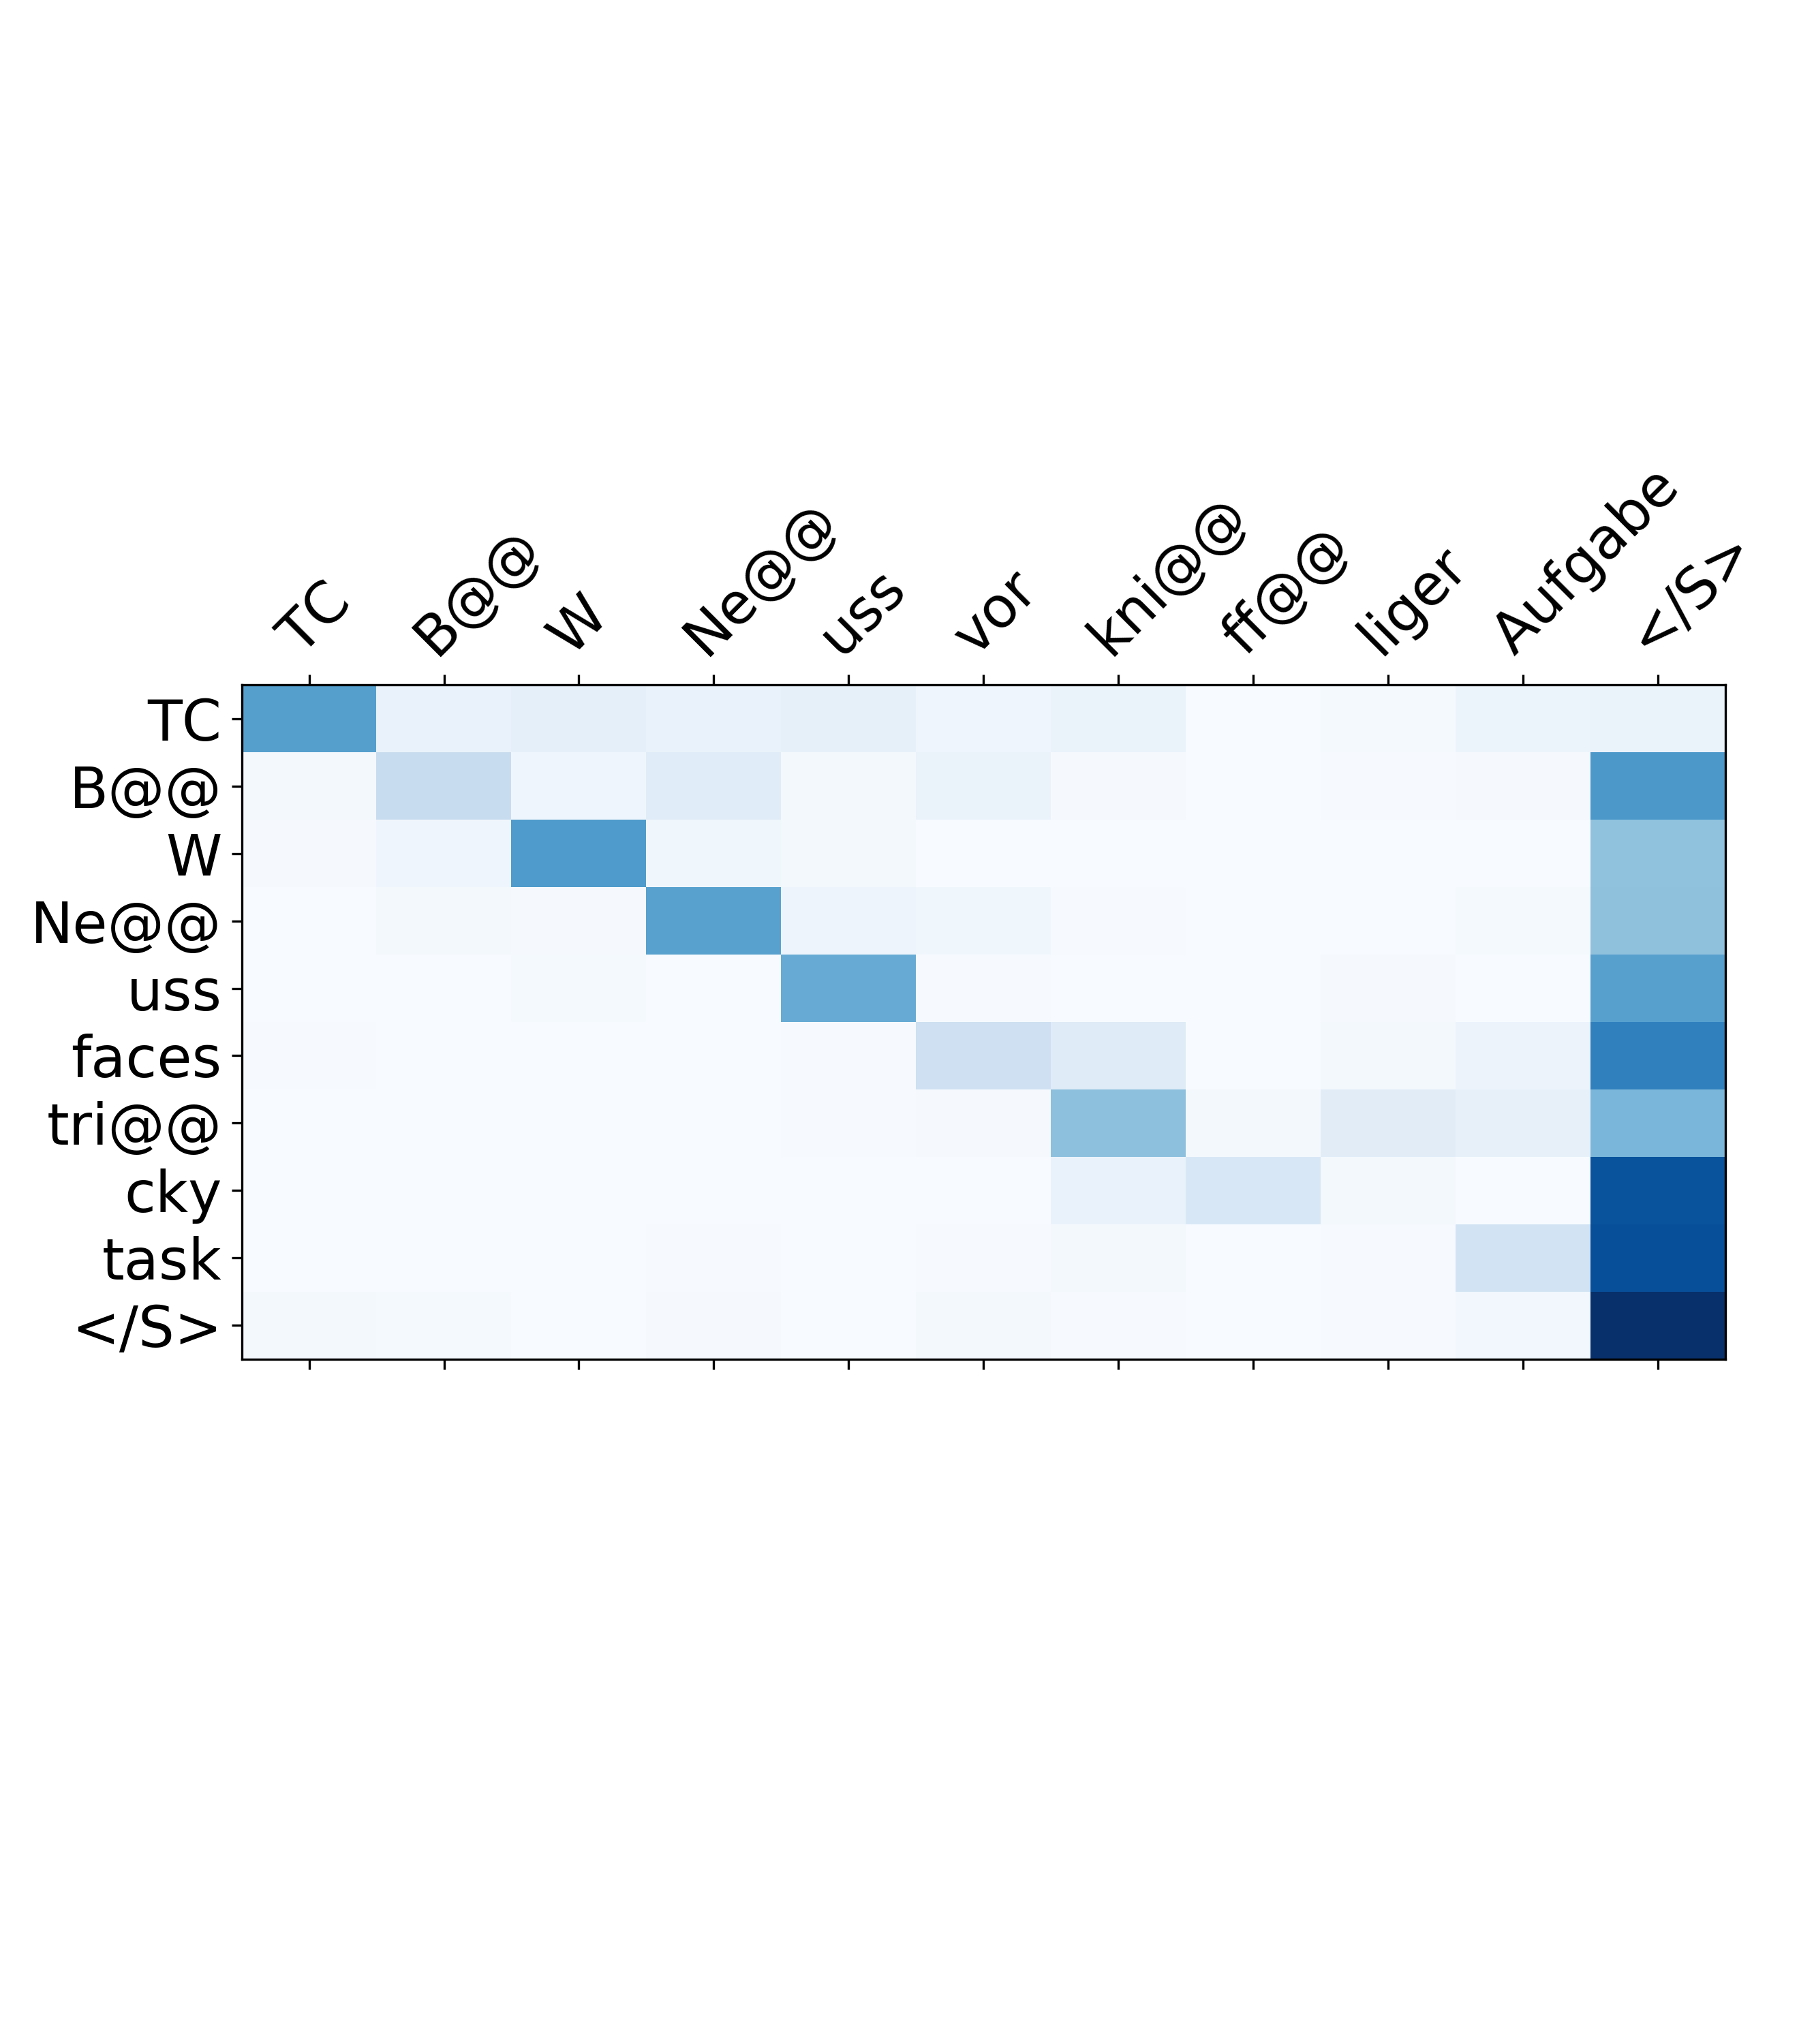 TC B@@ W Ne@@ uss vor kni@@ ff@@ liger Aufgabe </S>
TC
B@@
W
Ne@@
uss
faces
tri@@
cky
task
</S>